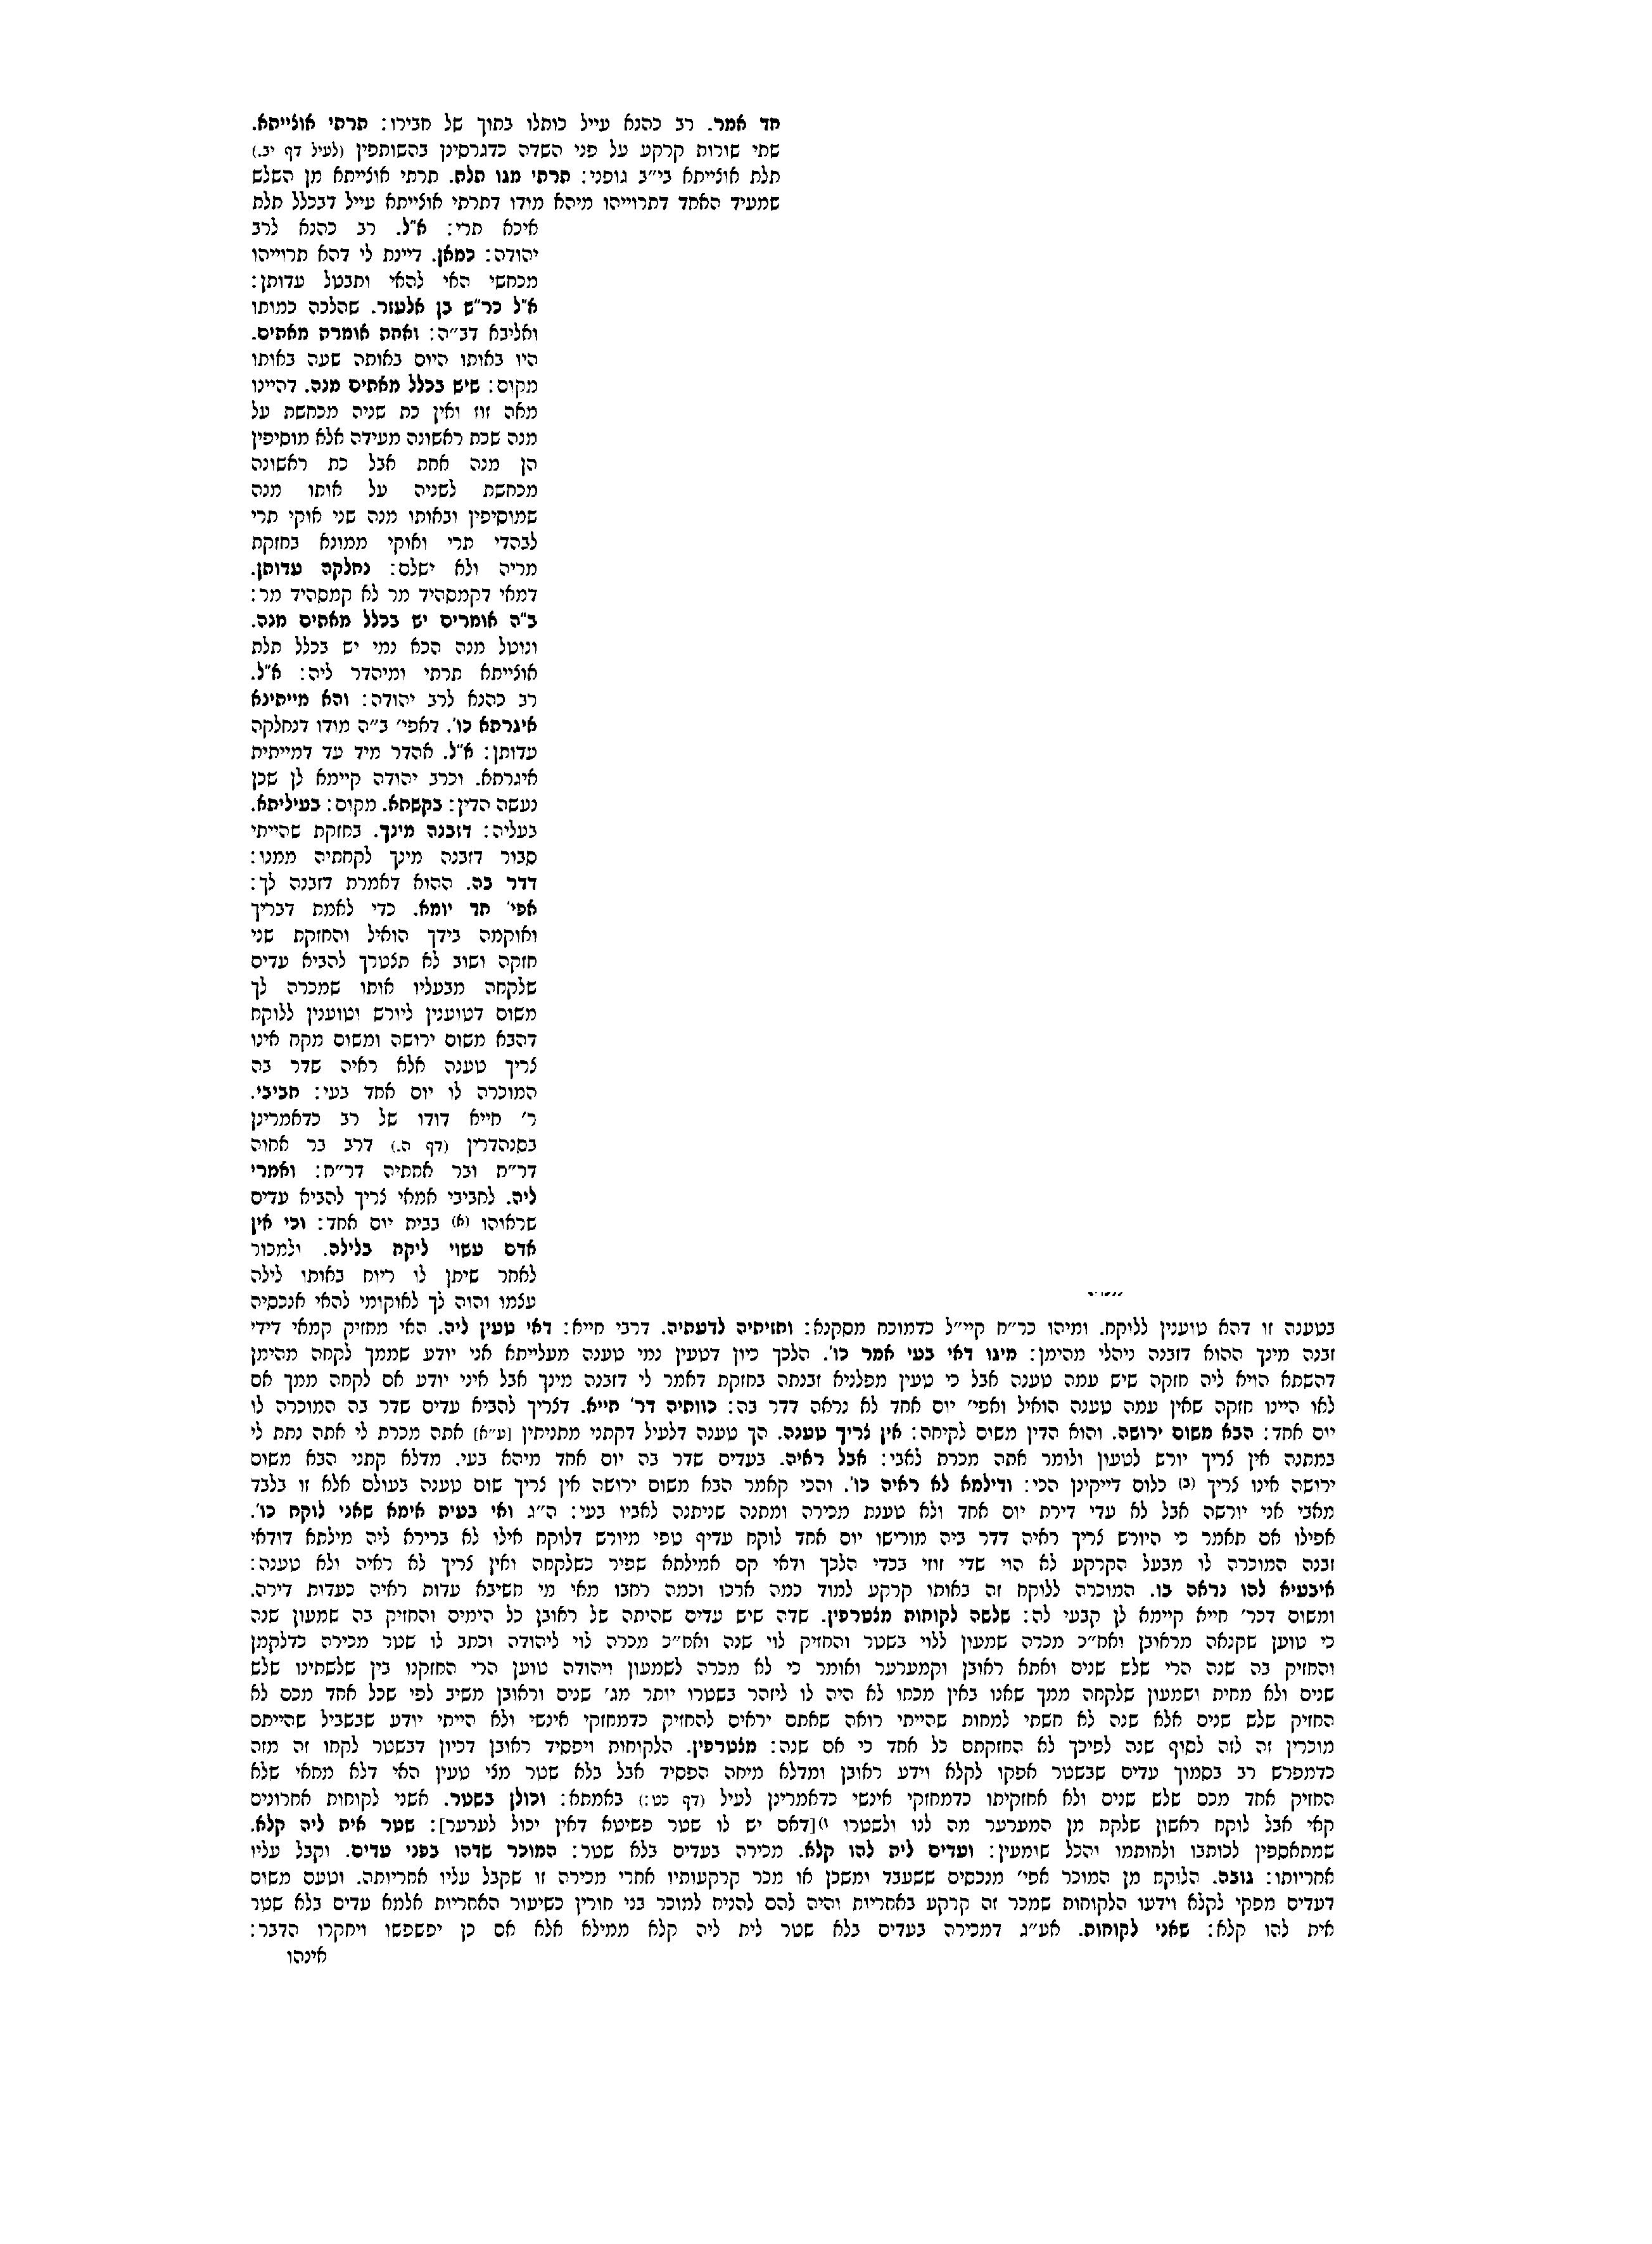 חד אמר. רב כהנא עייל כותלו בתוך של חבירו: תרתי אוצייתא.
שתי שורות קרקע על פני השדה כדגרסינן בהשותפין (לעיל דף יב.)
תלת אוצייתא בי״ב גופני: תרתי מגו תלת. תרתי אוצייתא מן השלש
שמעיד האחד דתרוייהו מיהא מודו דתרתי אוצייתא עייל דבכלל תלת
איכא תרי: א״ל. רב כהנא לרב
יהודה: כמאן. דיינת לי דהא תרוייהו
מכחשי האי להאי ותבטל עדותן:
א״ל כר״ש בן אלעזר. שהלכה כמותו
ואליבא דב״ה: ואחת אומרת מאתים.
היו באותו היום באותה שעה באותו
מקום: שיש בכלל מאתים מנה. דהיינו
מאה זוז ואין כת שניה מכחשת על
מנה שכת ראשונה מעידה אלא מוסיפין
הן מנה אחת אבל כת ראשונה
מכחשת לשניה על אותו מנה
שמוסיפין ובאותו מנה שני אוקי תרי
לבהדי תרי ואוקי ממונא בחזקת
מריה ולא ישלם: נחלקה עדותן.
דמאי דקמסהיד מר לא קמסהיד מר:
ב״ה אומרים יש בכלל מאתים מנה.
ונוטל מנה הכא נמי יש בכלל תלת
אוצייתא תרתי ומיהדר ליה: א״ל.
רב כהנא לרב יהודה: והא מייתינא
איגרתא כו'. דאפי' ב״ה מודו דנחלקה
עדותן: א״ל. אהדר מיד עד דמייתית
איגרתא. וכרב יהודה קיימא לן שכן
נעשה הדין: בקשתא. מקום: בעיליתא.
בעליה: דזבנה מינך. בחזקת שהייתי
סבור דזבנה מינך לקחתיה ממנו:
דדר בה. ההוא דאמרת דזבנה לך:
אפי' חד יומא. כדי לאמת דבריך
ואוקמה בידך הואיל והחזקת שני
חזקה ושוב לא תצטרך להביא עדים
שלקחה מבעליו אותו שמכרה לך
משום דטוענין ליורש וטוענין ללוקח
דהבא משום ירושה ומשום מקח אינו
צריך טענה אלא ראיה שדר בה
המוכרה לו יום אחד בעי: חביבי.
ר' חייא דודו של רב כדאמרינן
בסנהדרין (דף ה.) דרב בר אחוה
דר״ח ובר אחתיה דר״ח: ואמרי
ליה. לחביבי אמאי צריך להביא עדים
שראוהו (א) בבית יום אחד: וכי אין
אדם עשוי ליקח בלילה. ולמכור
לאחר שיתן לו ריוח באותו לילה
עצמו והוה לך לאוקומי להאי אנכסיה
בטענה זו דהא טוענין ללוקח. ומיהו כר״ח קיי״ל כדמוכח מסקנא: וחזיתיה לדעתיה. דרבי חייא: דאי טעין ליה. האי מחזיק קמאי דידי
זבנה מינך ההוא דזבנה ניהלי מהימן: מיגו דאי בעי אמר כו'. הלכך כיון דטעין נמי טענה מעלייתא אני יודע שממך לקחה מהימן
דהשתא הויא ליה חזקה שיש עמה טענה אבל כי טעין מפלניא זבנתה בחזקת דאמר לי דזבנה מינך אבל איני יודע אם לקחה ממך אם
לאו היינו חזקה שאין עמה טענה הואיל ואפי' יום אחד לא נראה דדר בה: כוותיה דר' חייא. דצריך להביא עדים שדר בה המוכרה לו
יום אחד: הבא משום ירושה. והוא הדין משום לקיחה: אין צריך טענה. הך טענה דלעיל דקתני מתניתין [ע״א] אתה מכרת לי אתה נתת לי
במתנה אין צריך יורש לטעון ולומר אתה מכרת לאבי: אבל ראיה. בעדים שדר בה יום אחד מיהא בעי. מדלא קתני הבא משום
ירושה אינו צריך (ב) כלום דייקינן הכי: ודילמא לא ראיה כו'. והכי קאמר הבא משום ירושה אין צריך שום טענה בעולם אלא זו בלבד
מאבי אני יורשה אבל לא עדי דירת יום אחד ולא טענת מכירה ומתנה שניתנה לאביו בעי: ה״ג ואי בעית אימא שאני לוקח כו'.
אפילו אם תאמר כי היורש צריך ראיה דדר ביה מורישו יום אחד לוקח עדיף טפי מיורש דלוקח אילו לא ברירא ליה מילתא דודאי
זבנה המוכרה לו מבעל הקרקע לא הוי שדי זוזי בכדי הלכך ודאי קם אמילתא שפיר כשלקחה ואין צריך לא ראיה ולא טענה:
איבעיא להו נראה בו. המוכרה ללוקח זה באותו קרקע למוד כמה ארכו וכמה רחבו מאי מי חשיבא עדות ראיה כעדות דירה.
ומשום דכר' חייא קיימא לן קבעי לה: שלשה לקוחות מצטרפין. שדה שיש עדים שהיתה של ראובן כל הימים והחזיק בה שמעון שנה
כי טוען שקנאה מראובן ואח״כ מכרה שמעון ללוי בשטר והחזיק לוי שנה ואח״כ מכרה לוי ליהודה וכתב לו שטר מכירה כדלקמן
והחזיק בה שנה הרי שלש שנים ואתא ראובן וקמערער ואומר כי לא מכרה לשמעון ויהודה טוען הרי החזקנו בין שלשתינו שלש
שנים ולא מחית ושמעון שלקחה ממך שאנו באין מכחו לא היה לו ליזהר בשטרו יותר מג' שנים וראובן משיב לפי שכל אחד מכם לא
החזיק שלש שנים אלא שנה לא חשתי למחות שהייתי רואה שאתם יראים להחזיק כדמחזקי אינשי ולא הייתי יודע שבשביל שהייתם
מוכרין זה לזה לסוף שנה לפיכך לא החזקתם כל אחד כי אם שנה: מצטרפין. הלקוחות ויפסיד ראובן דכיון דבשטר לקחו זה מזה
כדמפרש רב בסמוך עדים שבשטר אפקו לקלא וידע ראובן ומדלא מיחה הפסיד אבל בלא שטר מצי טעין האי דלא מחאי שלא
החזיק אחד מכם שלש שנים ולא אחזקיתו כדמחזקי אינשי כדאמרינן לעיל (דף כט:) באמתא: וכולן בשטר. אשני לקוחות אחרונים
קאי אבל לוקח ראשון שלקח מן המערער מה לנו ולשטרו ו)[דאם יש לו שטר פשיטא דאין יכול לערער]: שטר אית ליה קלא.
שמתאספין לכותבו ולחותמו והכל שומעין: ועדים לית להו קלא. מכירה בעדים בלא שטר: המוכר שדהו בפני עדים. וקבל עליו
אחריותו: גובה. הלוקח מן המוכר אפי' מנכסים ששעבד ומשכן או מכר קרקעותיו אחרי מכירה זו שקבל עליו אחריותה. וטעם משום
דעדים מפקי לקלא וידעו הלקוחות שמכר זה קרקע באחריות והיה להם להניח למוכר בני חורין כשיעור האחריות אלמא עדים בלא שטר
אית להו קלא: שאני לקוחות. אע״ג דמכירה בעדים בלא שטר לית ליה קלא ממילא אלא אם כן יפשפשו ויחקרו הדבר:
אינהו